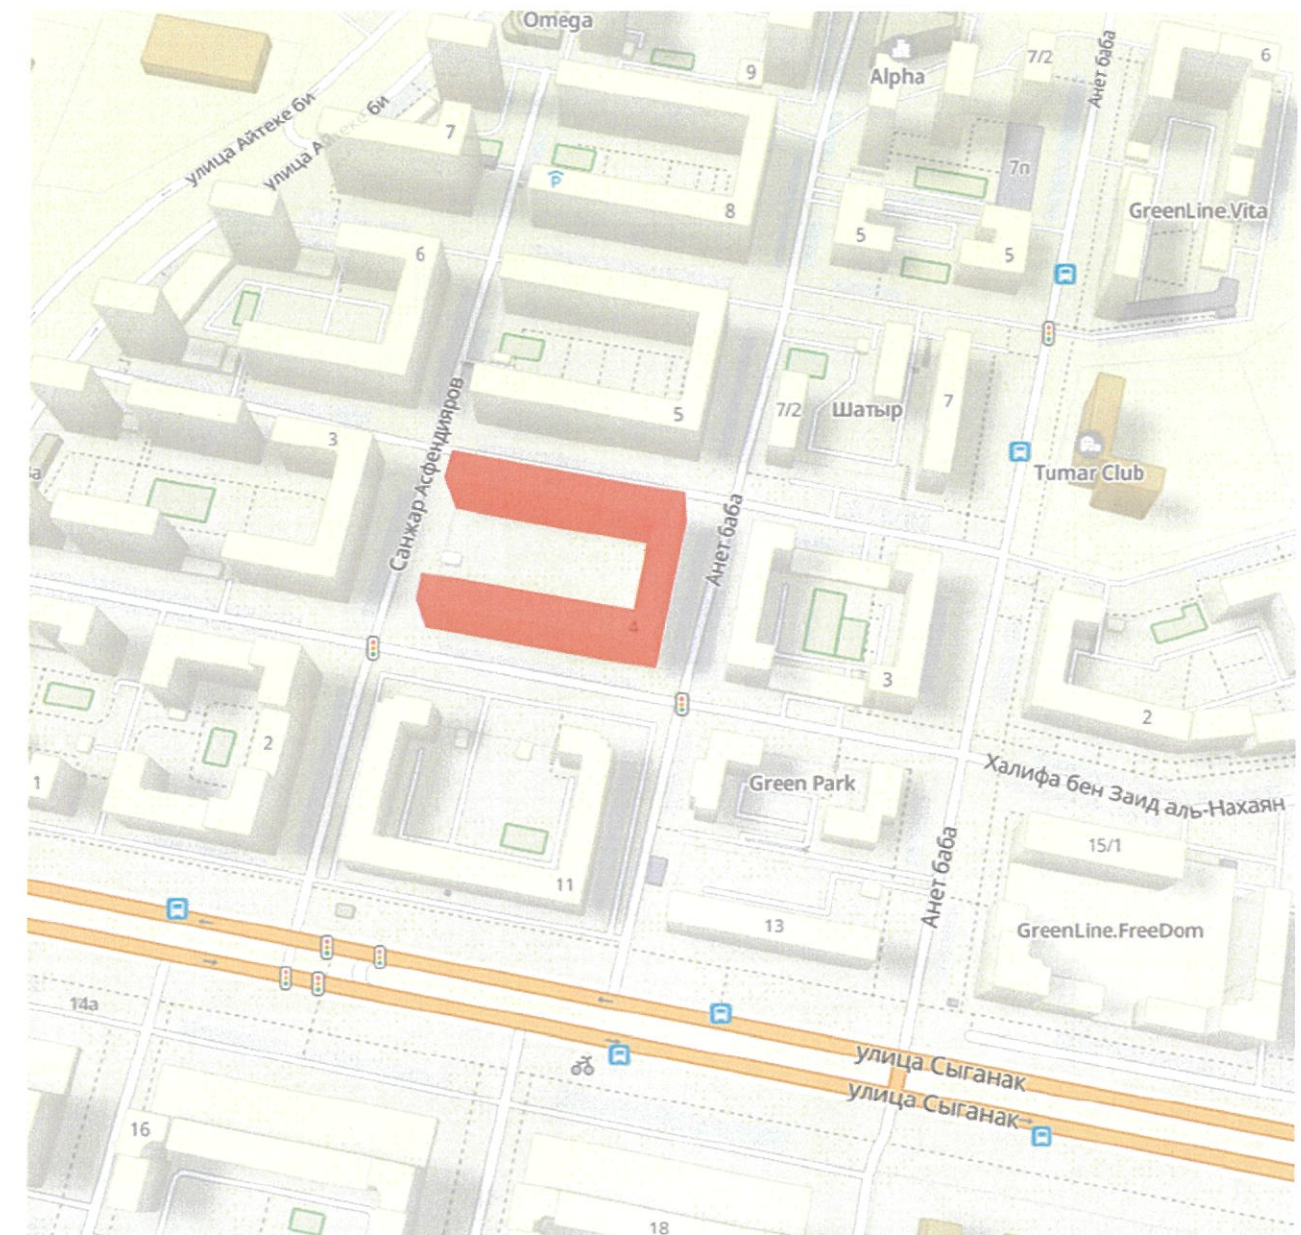 Omega
9
Alpha
7/2
Анет баба
6
улица Айтеке би
улица Айтеке би
7
7п
8
GreenLine.Vita
5
5
6
Санжар Асфендияров
5
7/2
Шатыр
7
3
Tumar Club
Анет баба
4
3
2
2
1
Green Park
Халифа бен Заид аль-Нахаян
15/1
11
13
Анет баба
GreenLine.FreeDom
14а
улица Сыганак
улица Сыганак
16
18